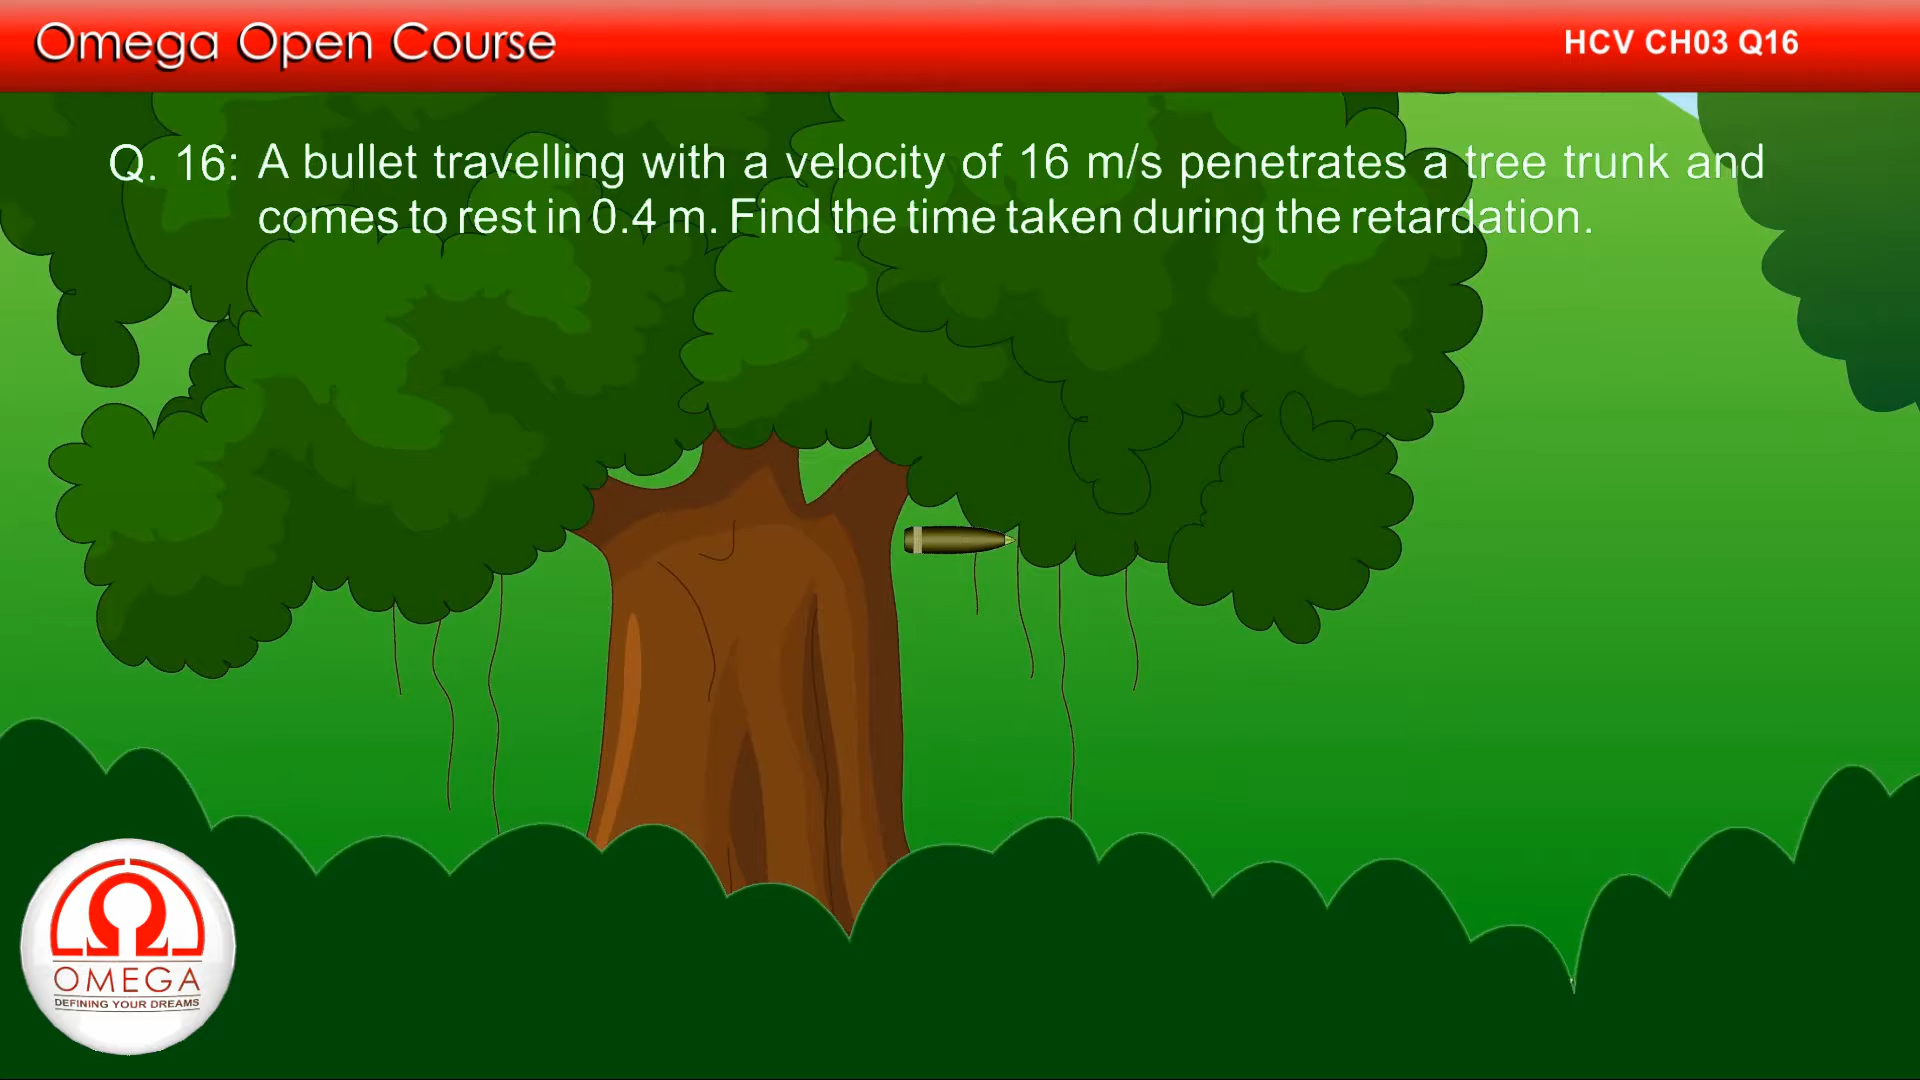 Omega Open Course
HCV CH03 Q16
Q. 16: A bullet travelling with a velocity of 16 m/s penetrates a tree trunk and
comes to rest in 0.4 m. Find the time taken during the retardation.
OMEGA
DEFINING YOUR DREAMS